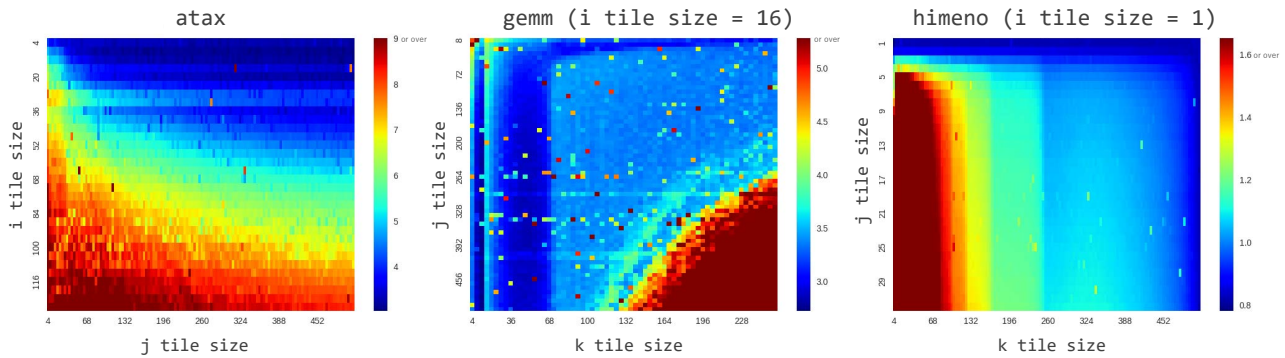 atax
4
20
36
52
68
84
100
116
i tile size
4 68 132 196 260 324 388 452
j tile size
9 or over
8
7
6
5
4
gemm (i tile size = 16)
8
72
136
200
264
328
392
456
j tile size
4 36 68 100 132 164 196 228
k tile size
or over
5.0
4.5
4.0
3.5
3.0
himeno (i tile size = 1)
1
5
9
13
17
21
25
29
j tile size
4 68 132 196 260 324 388 452
k tile size
1.6 or over
1.4
1.2
1.0
0.8